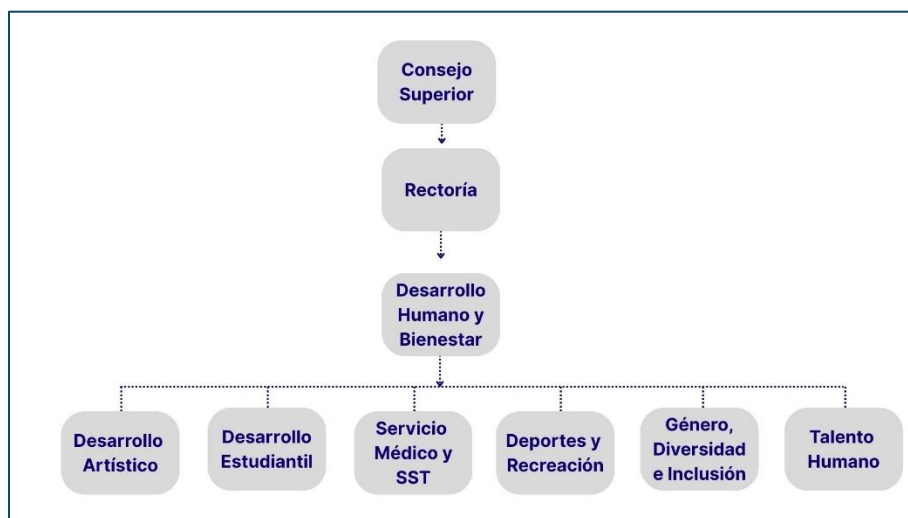 Consejo
Superior
Rectoría
Desarrollo
Humano y
Bienestar
Desarrollo
Artístico
Desarrollo
Estudiantil
Servicio
Médico y
SST
Deportes y
Recreación
Género,
Diversidad
e Inclusión
Talento
Humano